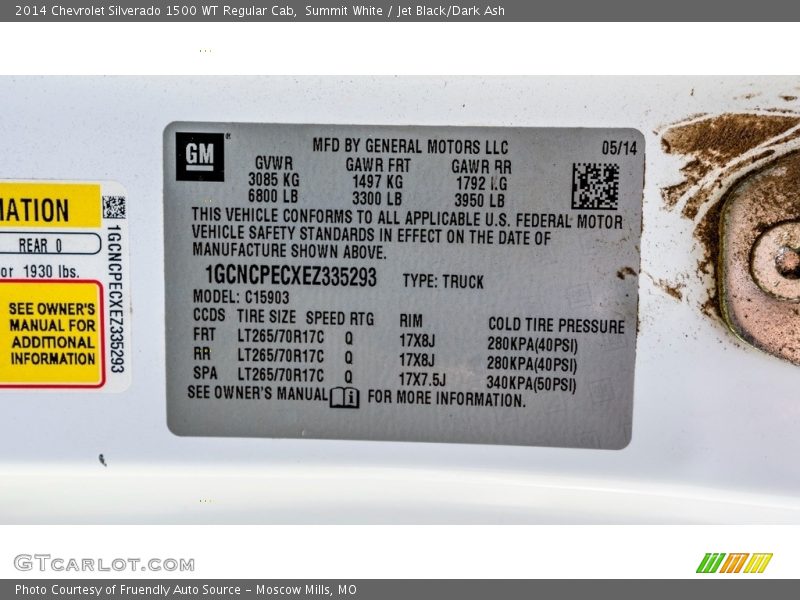 2014 Chevrolet Silverado 1500 WT Regular Cab,  Summit White / Jet Black/Dark Ash
GM
MFD BY GENERAL MOTORS LLC 05/14
GVWR GAWR FRT GAWR RR
3085 KG 1497 KG 1792 KG
6800 LB 3300 LB 3950 LB
THIS VEHICLE CONFORMS TO ALL APPLICABLE U.S. FEDERAL MOTOR
VEHICLE SAFETY STANDARDS IN EFFECT ON THE DATE OF
MANUFACTURE SHOWN ABOVE.
1GCNCPECXEZ335293 TYPE: TRUCK
MODEL: C15903
CCDS TIRE SIZE SPEED RTG RIM COLD TIRE PRESSURE
FRT LT265/70R17C Q 17X8J 280KPA(40PSI)
RR LT265/70R17C Q 17X8J 280KPA(40PSI)
SPA LT265/70R17C Q 17X7.5J 340KPA(50PSI)
SEE OWNER'S MANUAL FOR MORE INFORMATION.
MATION
REAR 0
or 1930 lbs.
SEE OWNER'S
MANUAL FOR
ADDITIONAL
INFORMATION
1GCNCPECXEZ335293
GTCARLOT.COM
Photo Courtesy of Fruendly Auto Source - Moscow Mills, MO